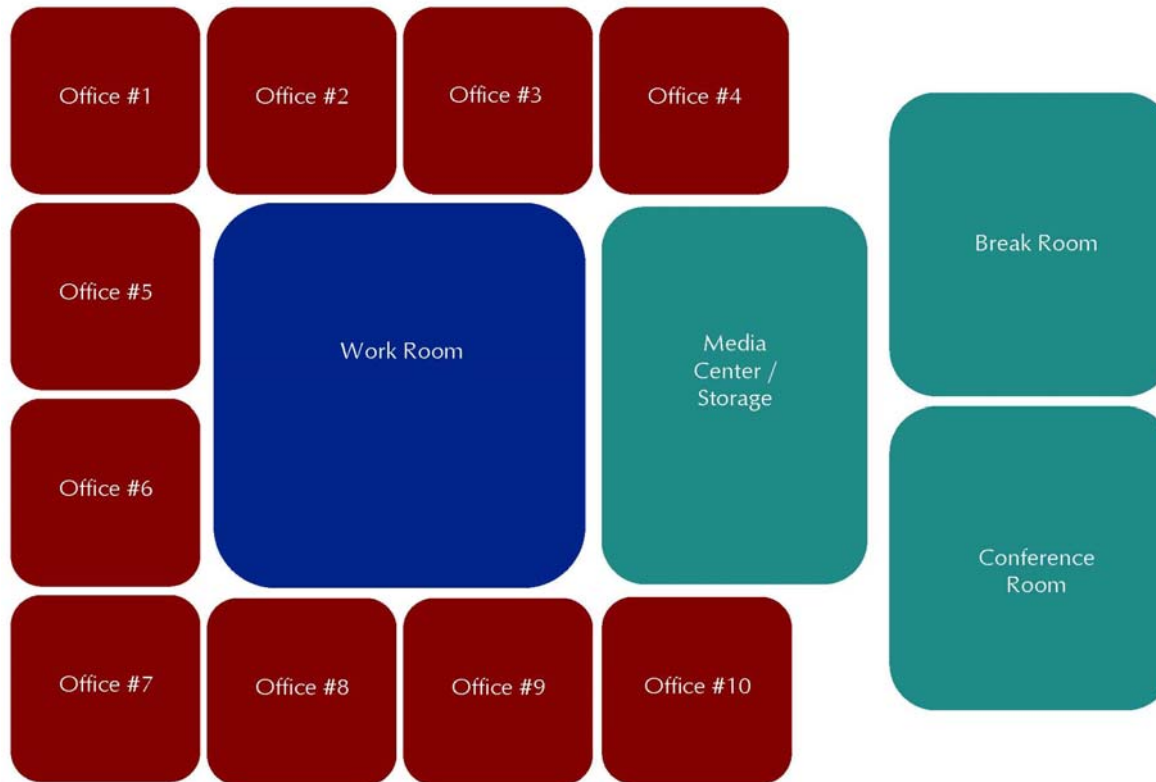 Office #1
Office #2
Office #3
Office #4
Break Room
Office #5
Work Room
Media
Center /
Storage
Office #6
Conference
Room
Office #7
Office #8
Office #9
Office #10